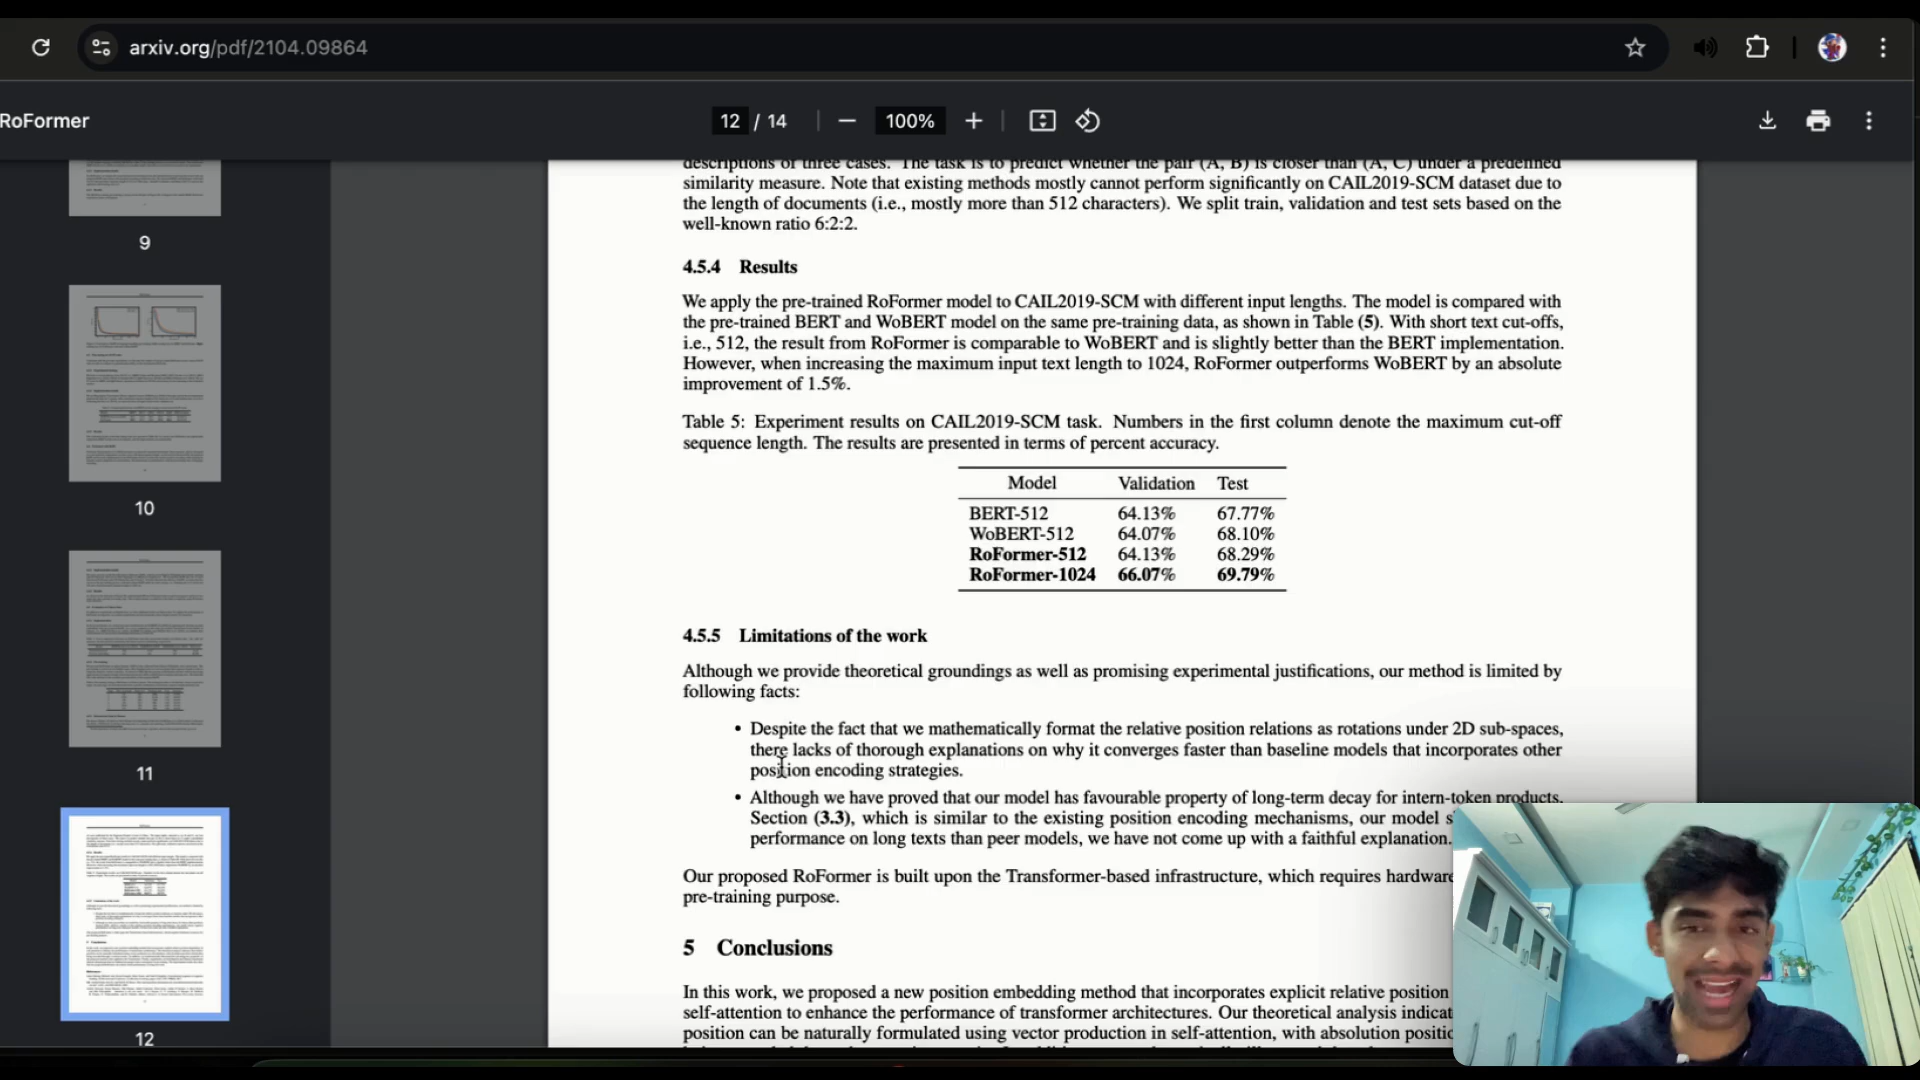 arxiv.org/pdf/2104.09864
RoFormer
12 / 14
100%
9
10
11
12
descriptions of three cases. The task is to predict whether the pair (A, B) is closer than (A, C) under a predefined
similarity measure. Note that existing methods mostly cannot perform significantly on CAIL2019-SCM dataset due to
the length of documents (i.e., mostly more than 512 characters). We split train, validation and test sets based on the
well-known ratio 6:2:2.
4.5.4 Results
We apply the pre-trained RoFormer model to CAIL2019-SCM with different input lengths. The model is compared with
the pre-trained BERT and WoBERT model on the same pre-training data, as shown in Table (5). With short text cut-offs,
i.e., 512, the result from RoFormer is comparable to WoBERT and is slightly better than the BERT implementation.
However, when increasing the maximum input text length to 1024, RoFormer outperforms WoBERT by an absolute
improvement of 1.5%.
Table 5: Experiment results on CAIL2019-SCM task. Numbers in the first column denote the maximum cut-off
sequence length. The results are presented in terms of percent accuracy.
Model Validation Test
BERT-512 64.13% 67.77%
WoBERT-512 64.07% 68.10%
RoFormer-512 64.13% 68.29%
RoFormer-1024 66.07% 69.79%
4.5.5 Limitations of the work
Although we provide theoretical groundings as well as promising experimental justifications, our method is limited by
following facts:
• Despite the fact that we mathematically format the relative position relations as rotations under 2D sub-spaces,
there lacks of thorough explanations on why it converges faster than baseline models that incorporates other
position encoding strategies.
• Although we have proved that our model has favourable property of long-term decay for intern-token products,
Section (3.3), which is similar to the existing position encoding mechanisms, our model s
performance on long texts than peer models, we have not come up with a faithful explanation.
Our proposed RoFormer is built upon the Transformer-based infrastructure, which requires hardware
pre-training purpose.
5 Conclusions
In this work, we proposed a new position embedding method that incorporates explicit relative position
self-attention to enhance the performance of transformer architectures. Our theoretical analysis indicat
position can be naturally formulated using vector production in self-attention, with absolution positio